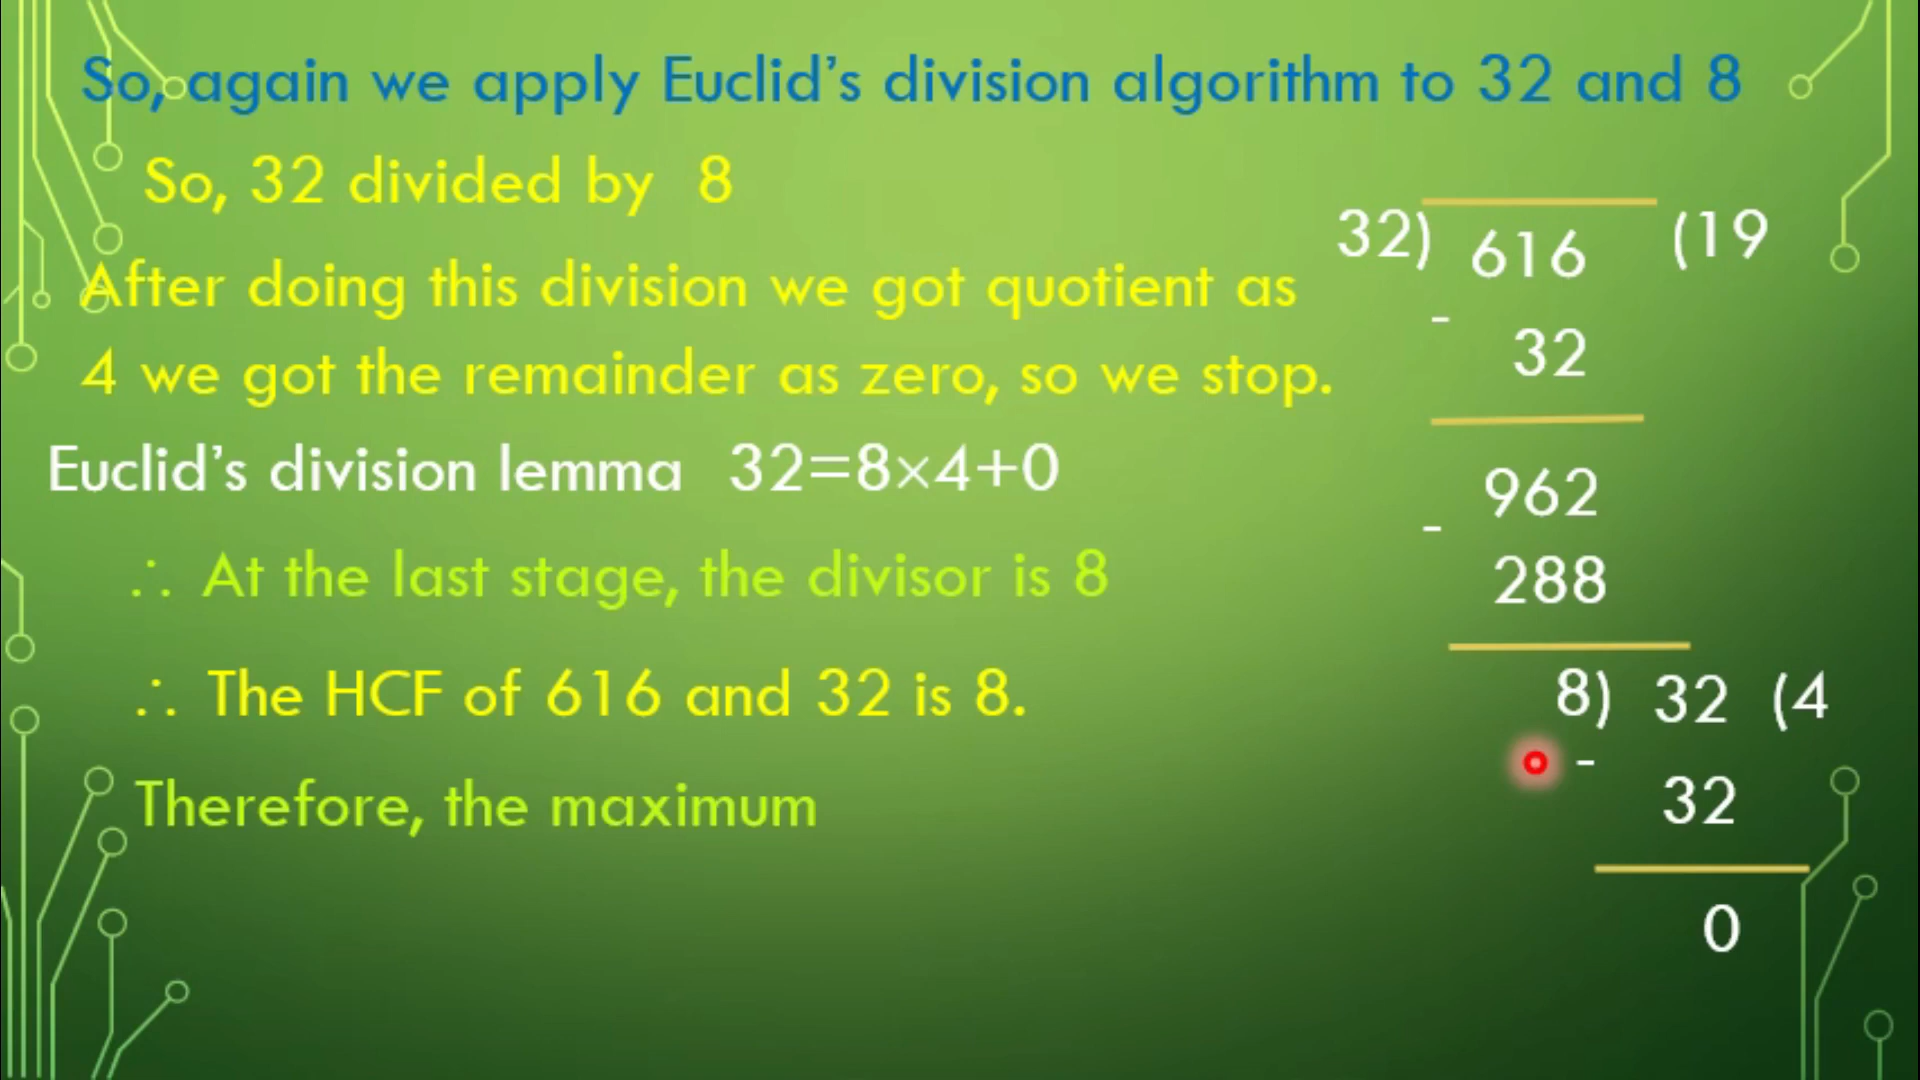 So, again we apply Euclid’s division algorithm to 32 and 8
So, 32 divided by 8
After doing this division we got quotient as
4 we got the remainder as zero, so we stop.
Euclid’s division lemma 32=8×4+0
∴ At the last stage, the divisor is 8
∴ The HCF of 616 and 32 is 8.
Therefore, the maximum
32) 616 (19
- 32
962
- 288
8) 32 (4
- 32
0